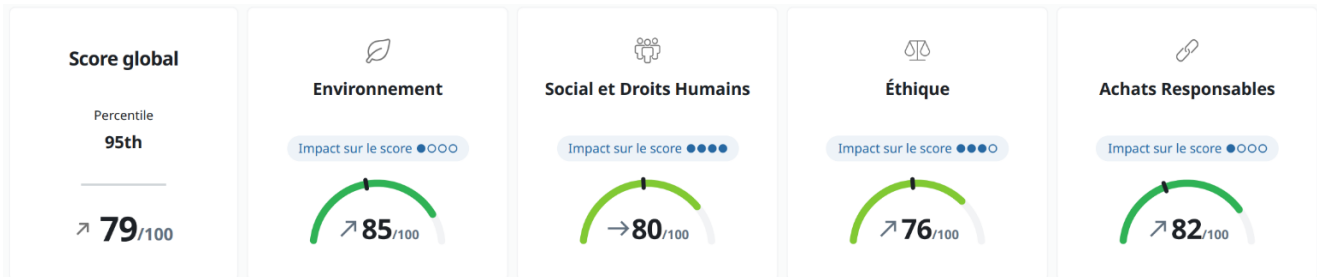 Score global
Percentile
95th
79/100
Environnement
Impact sur le score
85/100
Social et Droits Humains
Impact sur le score
80/100
Éthique
Impact sur le score
76/100
Achats Responsables
Impact sur le score
82/100